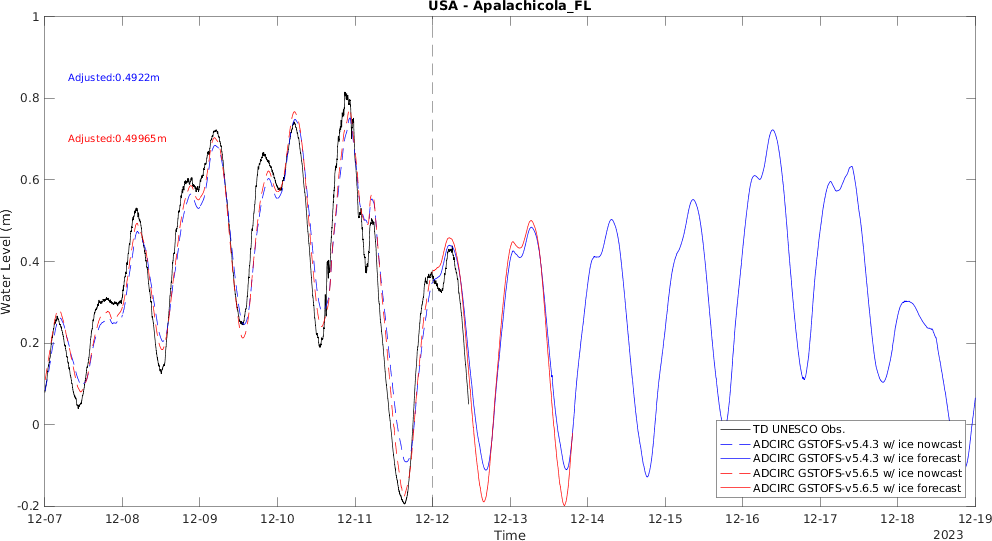 USA - Apalachicola_FL
1
0.8
0.6
0.4
0.2
0
-0.2
Water Level (m)
Adjusted:0.4922m
Adjusted:0.49965m
TD UNESCO Obs.
ADCIRC GSTOFS-v5.4.3 w/ ice nowcast
ADCIRC GSTOFS-v5.4.3 w/ ice forecast
ADCIRC GSTOFS-v5.6.5 w/ ice nowcast
ADCIRC GSTOFS-v5.6.5 w/ ice forecast
12-07 12-08 12-09 12-10 12-11 12-12 12-13 12-14 12-15 12-16 12-17 12-18 12-19
Time
2023